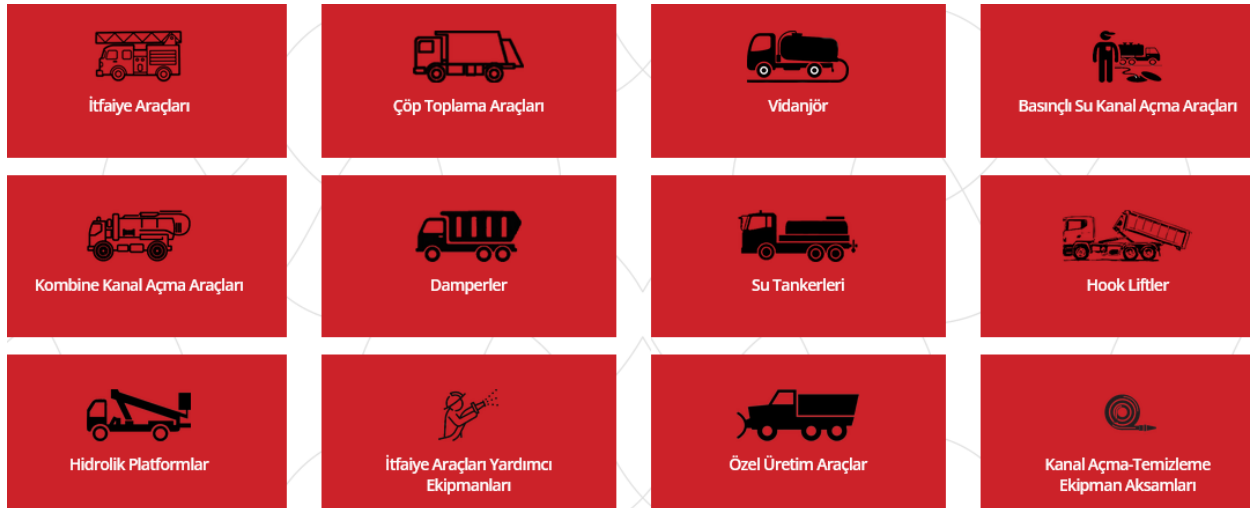 İtfaiye Araçları
Çöp Toplama Araçları
Vidanjör
Basınçlı Su Kanal Açma Araçları
Kombine Kanal Açma Araçları
Damperler
Su Tankerleri
Hook Liftler
Hidrolik Platformlar
İtfaiye Araçları Yardımcı
Ekipmanları
Özel Üretim Araçlar
Kanal Açma-Temizleme
Ekipman Aksamları